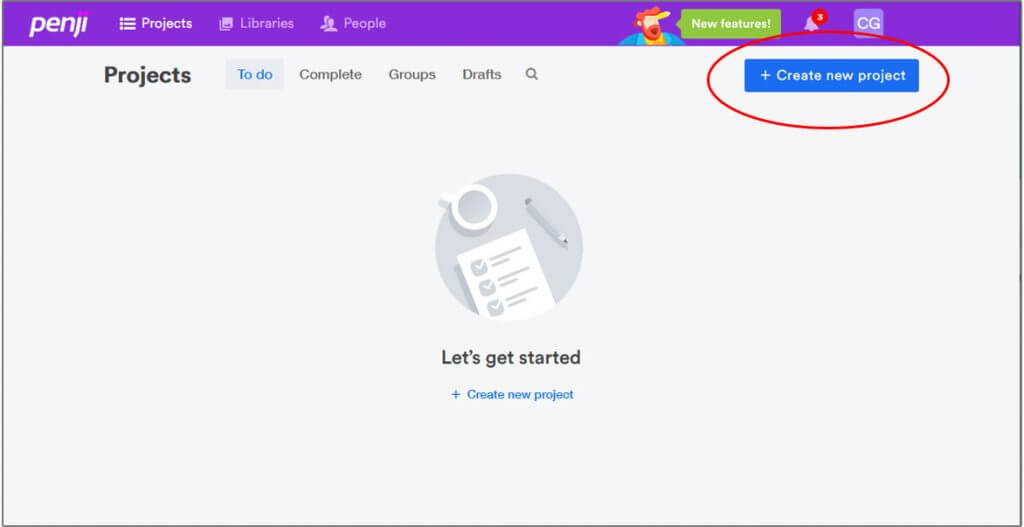 penji Projects Libraries People New features! 3 CG
Projects To do Complete Groups Drafts + Create new project
Let's get started
+ Create new project